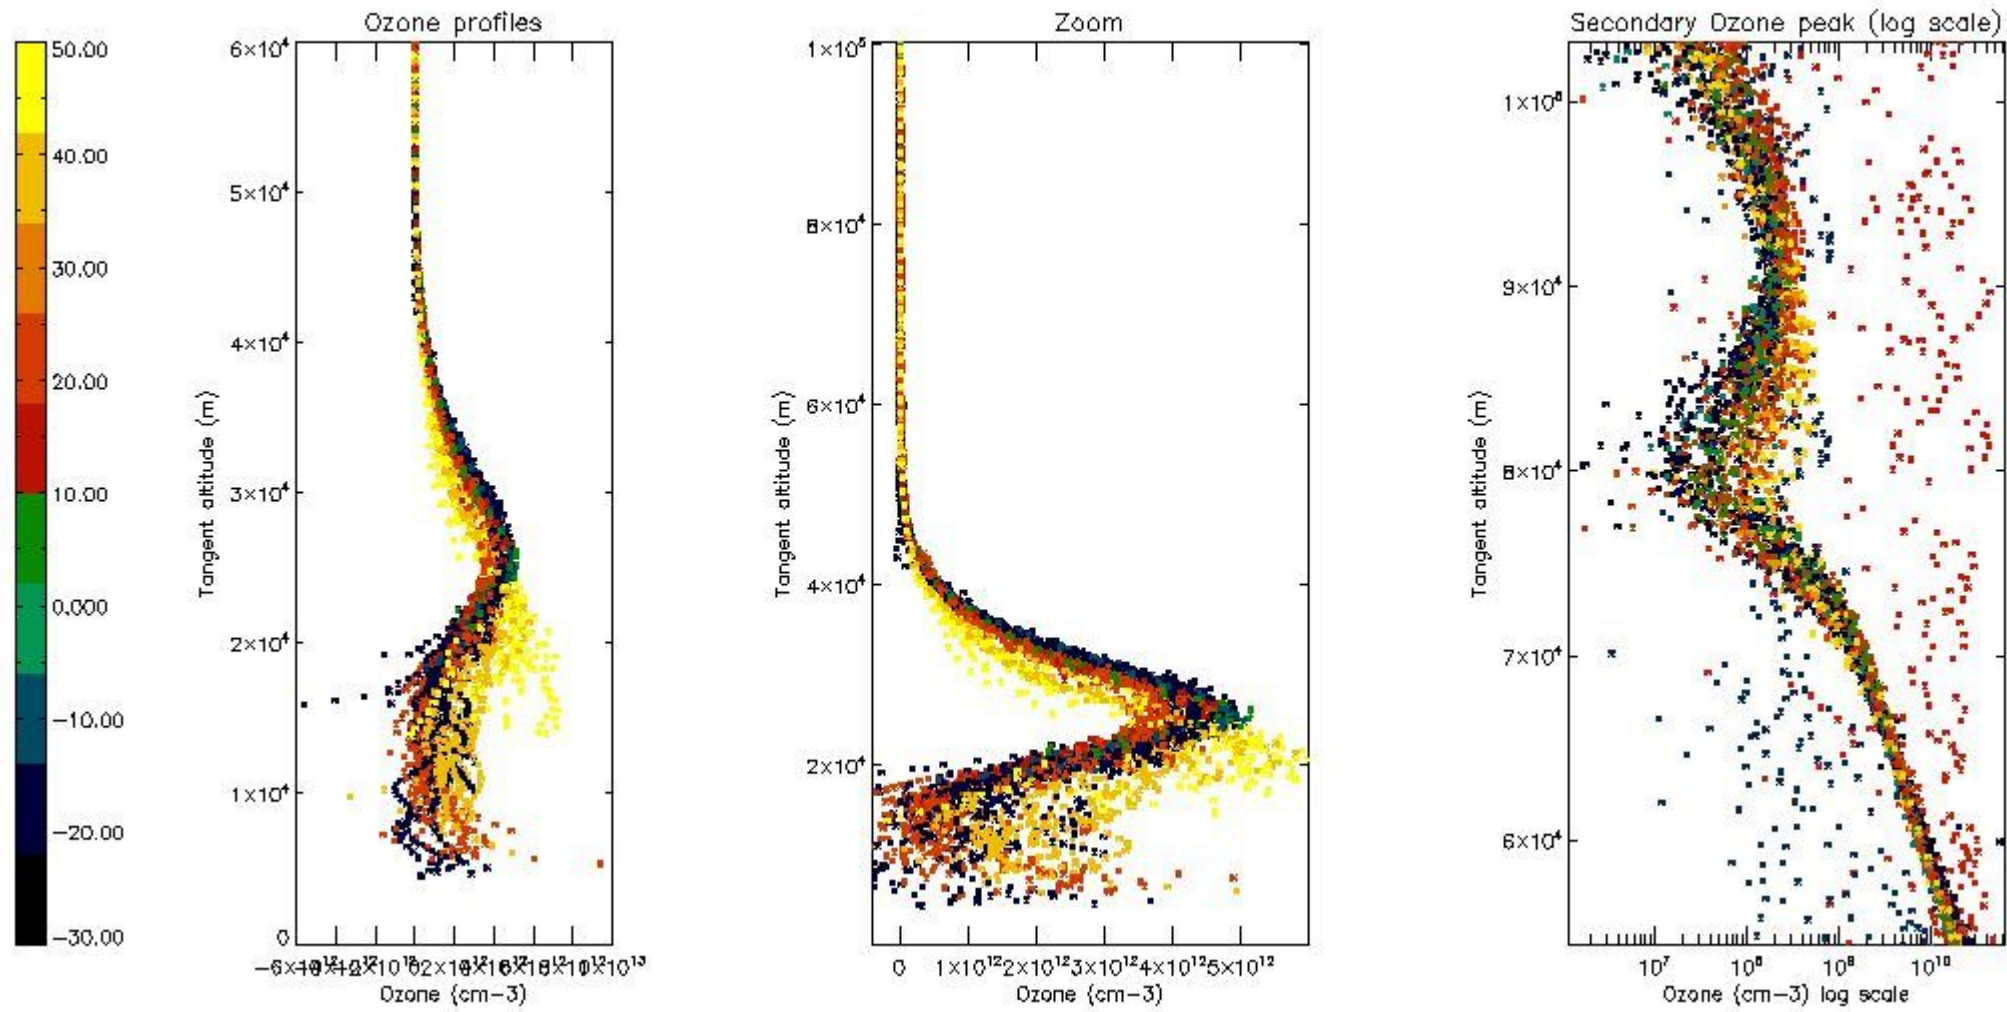 Ozone profiles
Zoom
Secondary Ozone peak (log scale)
50.00
40.00
30.00
20.00
10.00
0.000
−10.00
−20.00
−30.00
6×10⁴
5×10⁴
4×10⁴
3×10⁴
2×10⁴
1×10⁴
0
Tangent altitude (m)
Ozone (cm−3)
1×10⁵
8×10⁴
6×10⁴
4×10⁴
2×10⁴
Tangent altitude (m)
0 1×10¹² 2×10¹² 3×10¹² 4×10¹² 5×10¹²
Ozone (cm−3)
1×10⁵
9×10⁴
8×10⁴
7×10⁴
6×10⁴
Tangent altitude (m)
10⁷ 10⁸ 10⁹ 10¹⁰
Ozone (cm−3) log scale